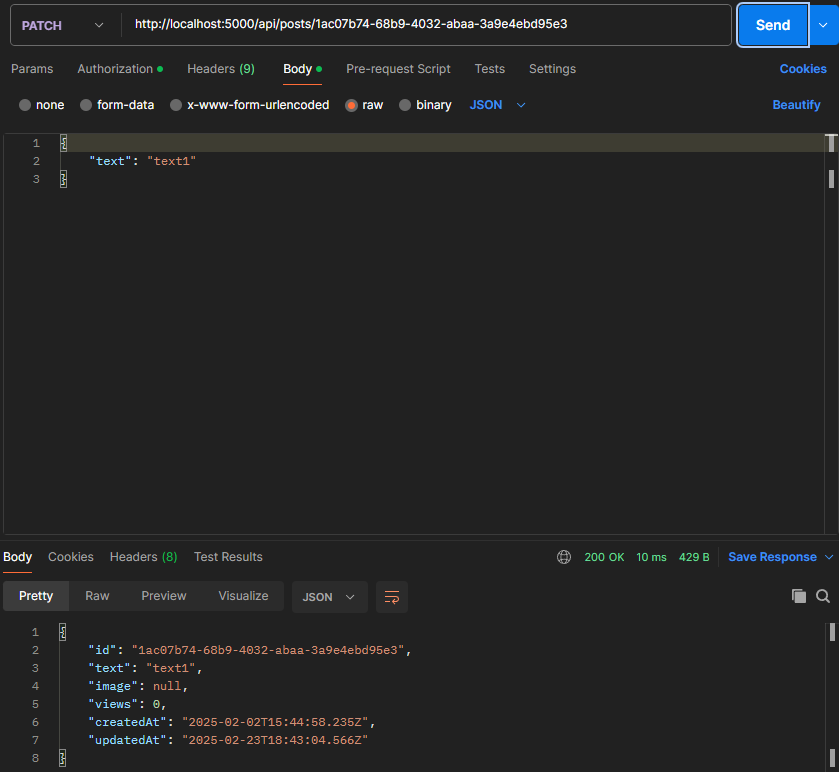 PATCH http://localhost:5000/api/posts/1ac07b74-68b9-4032-abaa-3a9e4ebd95e3 Send
Params Authorization Headers (9) Body Pre-request Script Tests Settings Cookies
none form-data x-www-form-urlencoded raw binary JSON Beautify
1 {
2 "text": "text1"
3 }
Body Cookies Headers (8) Test Results 200 OK 10 ms 429 B Save Response
Pretty Raw Preview Visualize JSON
1 {
2 "id": "1ac07b74-68b9-4032-abaa-3a9e4ebd95e3",
3 "text": "text1",
4 "image": null,
5 "views": 0,
6 "createdAt": "2025-02-02T15:44:58.235Z",
7 "updatedAt": "2025-02-23T18:43:04.566Z"
8 }